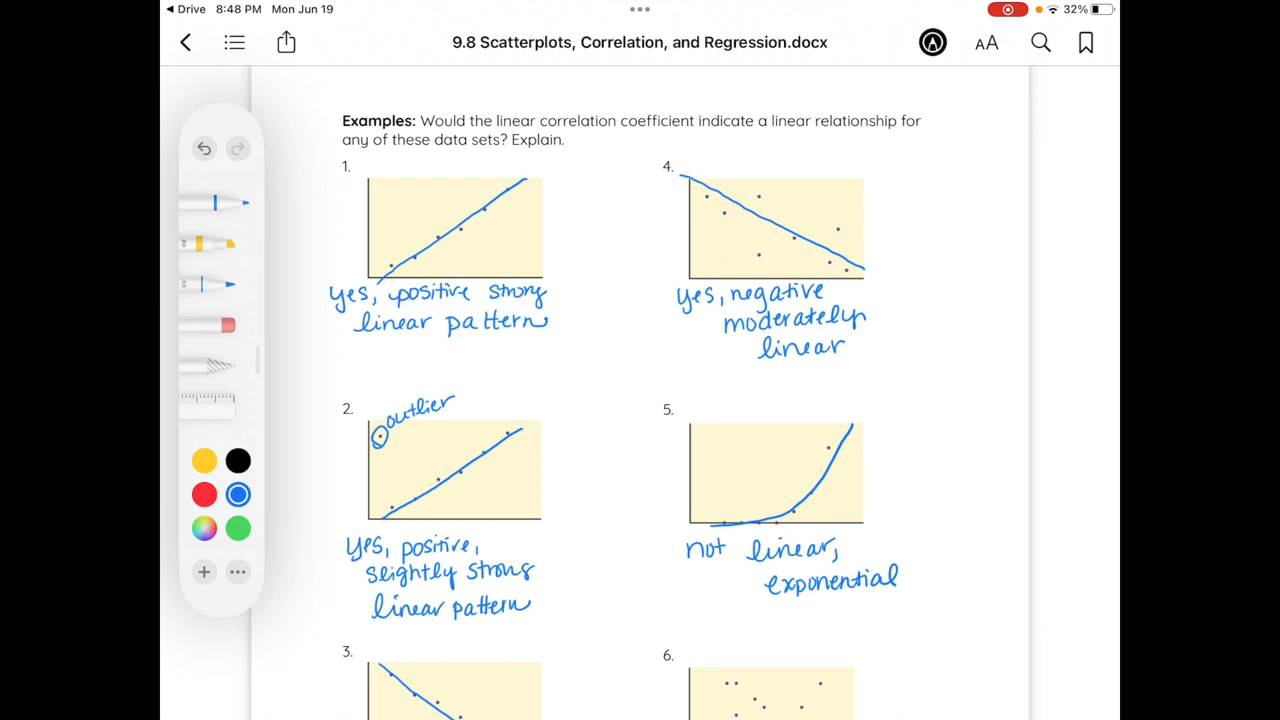 Drive 8:48 PM Mon Jun 19
32%
9.8 Scatterplots, Correlation, and Regression.docx
AA
Examples: Would the linear correlation coefficient indicate a linear relationship for
any of these data sets? Explain.
1.
yes, positive strong
linear pattern
4.
yes, negative
moderately
linear
2.
outlier
yes, positive,
slightly strong
linear pattern
5.
not linear,
exponential
3.
6.
80
50